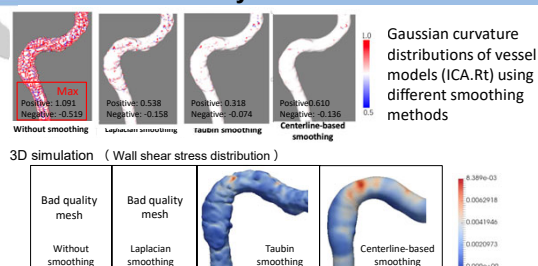 Max
Positive: 1.091
Negative: -0.519
Without smoothing
Positive: 0.538
Negative: -0.158
Laplacian smoothing
Positive: 0.318
Negative: -0.074
Taubin smoothing
Positive0.610
Negative: -0.136
Centerline-based
smoothing
1.0
0.5
Gaussian curvature
distributions of vessel
models (ICA.Rt) using
different smoothing
methods
3D simulation （Wall shear stress distribution）
Bad quality
mesh
Without
smoothing
Bad quality
mesh
Laplacian
smoothing
Taubin
smoothing
Centerline-based
smoothing
8.389e-03
0.0062918
0.0041946
0.0020973